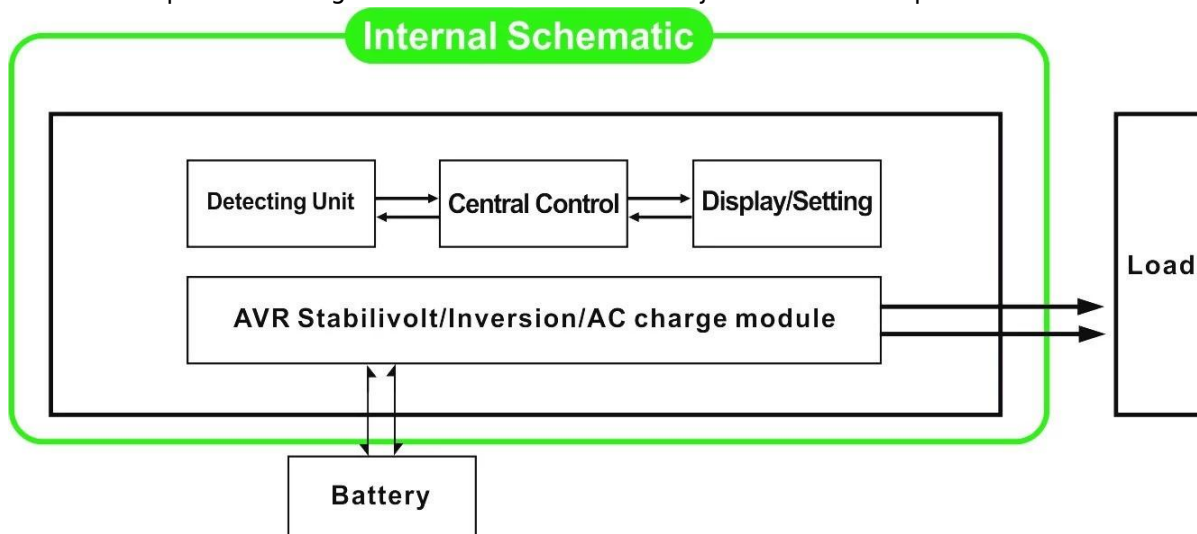 Internal Schematic
Detecting Unit
Central Control
Display/Setting
AVR Stabilivolt/Inversion/AC charge module
Load
Battery